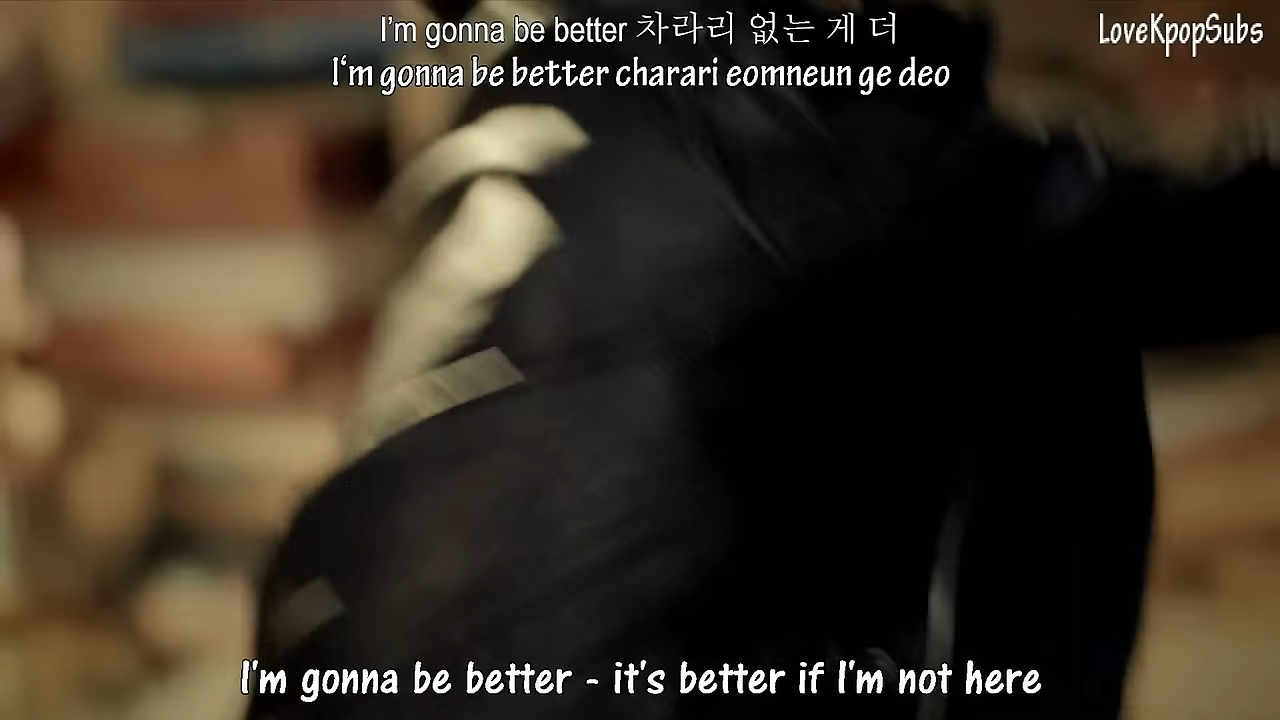 I'm gonna be better 차라리 없는 게 더
LoveKpopSubs
I'm gonna be better charari eomneun ge deo
I'm gonna be better - it's better if I'm not here